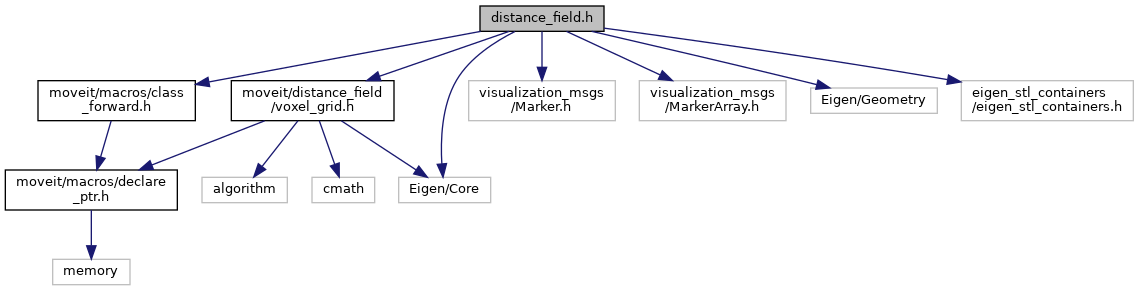 distance_field.h
moveit/macros/class
_forward.h
moveit/distance_field
/voxel_grid.h
visualization_msgs
/Marker.h
visualization_msgs
/MarkerArray.h
Eigen/Geometry
eigen_stl_containers
/eigen_stl_containers.h
moveit/macros/declare
_ptr.h
algorithm
cmath
Eigen/Core
memory